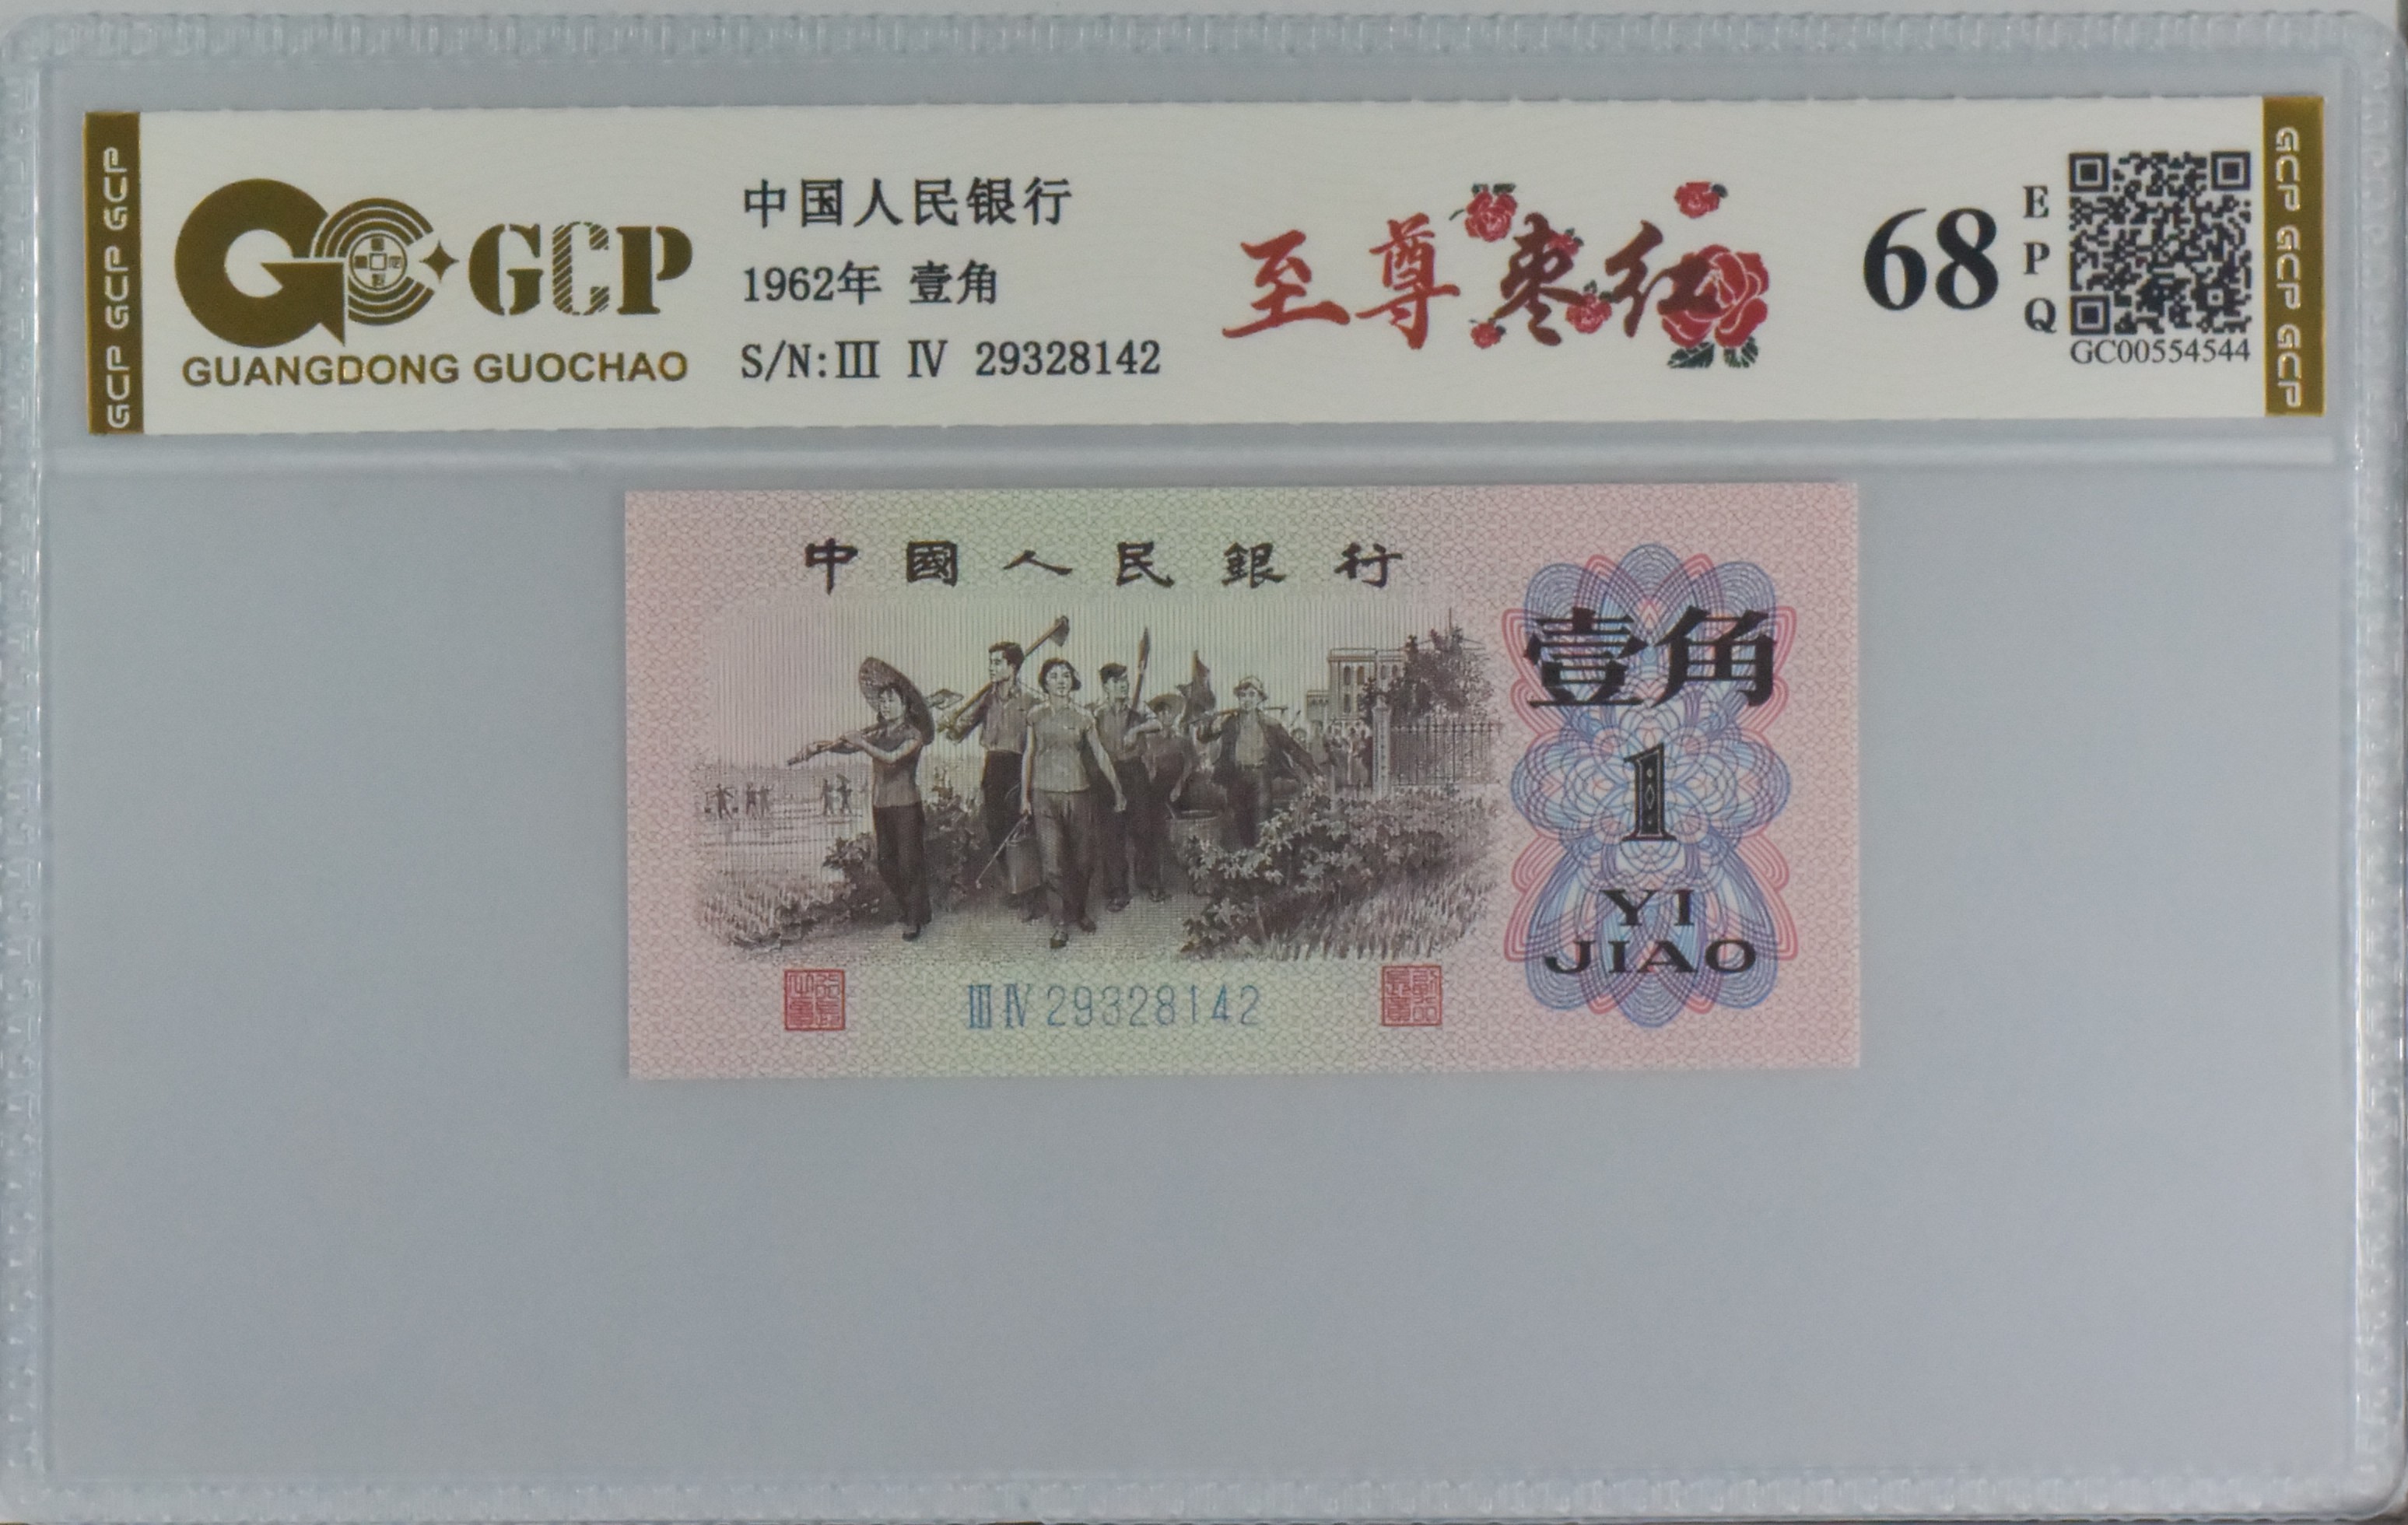 GCP GCP GCP
GCP
GUANGDONG GUOCHAO
中国人民银行
1962年 壹角
S/N:III IV 29328142
至尊枣红
68
EPQ
GC00554544
GCP GCP GCP
中國人民銀行
壹角
1
YI
JIAO
III IV 29328142